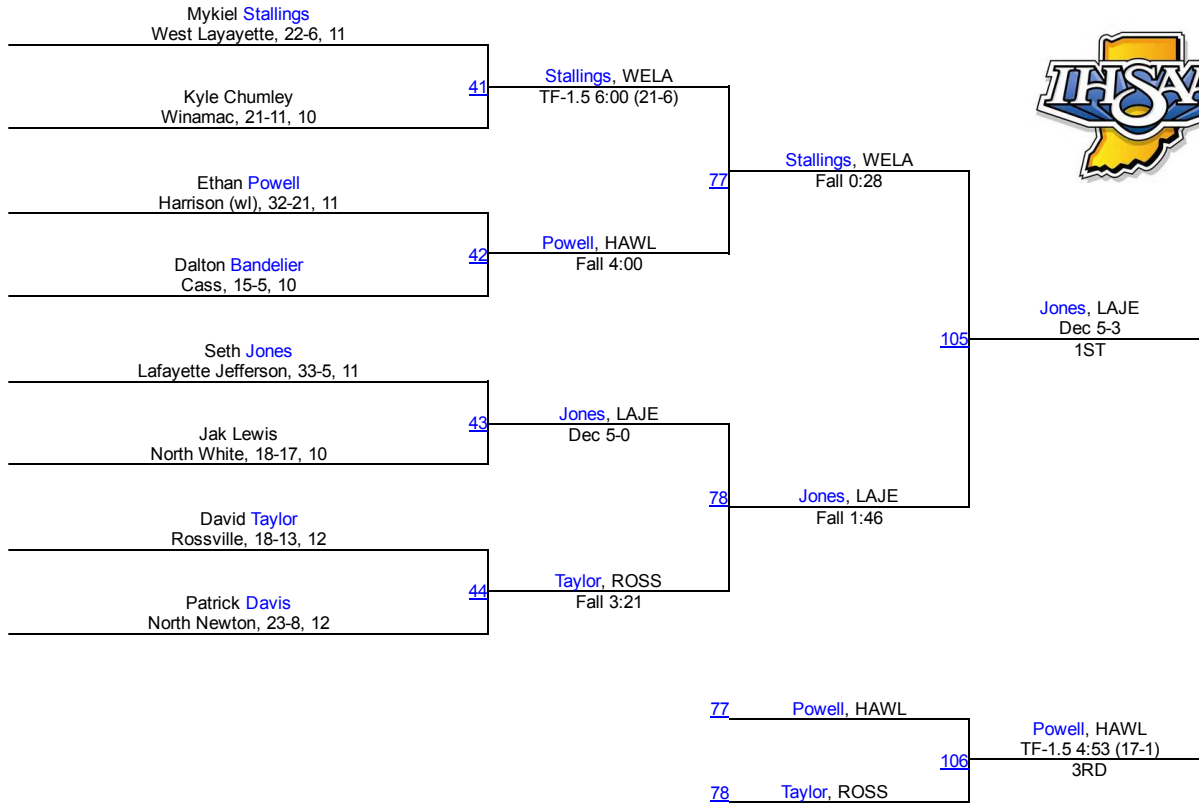 Mykiel Stallings
West Layayette, 22-6, 11
41
Kyle Chumley
Winamac, 21-11, 10
Stallings, WELA
TF-1.5 6:00 (21-6)
Ethan Powell
Harrison (wl), 32-21, 11
42
Dalton Bandelier
Cass, 15-5, 10
Powell, HAWL
Fall 4:00
77
Stallings, WELA
Fall 0:28
Seth Jones
Lafayette Jefferson, 33-5, 11
43
Jak Lewis
North White, 18-17, 10
Jones, LAJE
Dec 5-0
David Taylor
Rossville, 18-13, 12
44
Patrick Davis
North Newton, 23-8, 12
Taylor, ROSS
Fall 3:21
78
Jones, LAJE
Fall 1:46
105
Jones, LAJE
Dec 5-3
1ST
77
Powell, HAWL
106
78
Taylor, ROSS
Powell, HAWL
TF-1.5 4:53 (17-1)
3RD
IHSAA